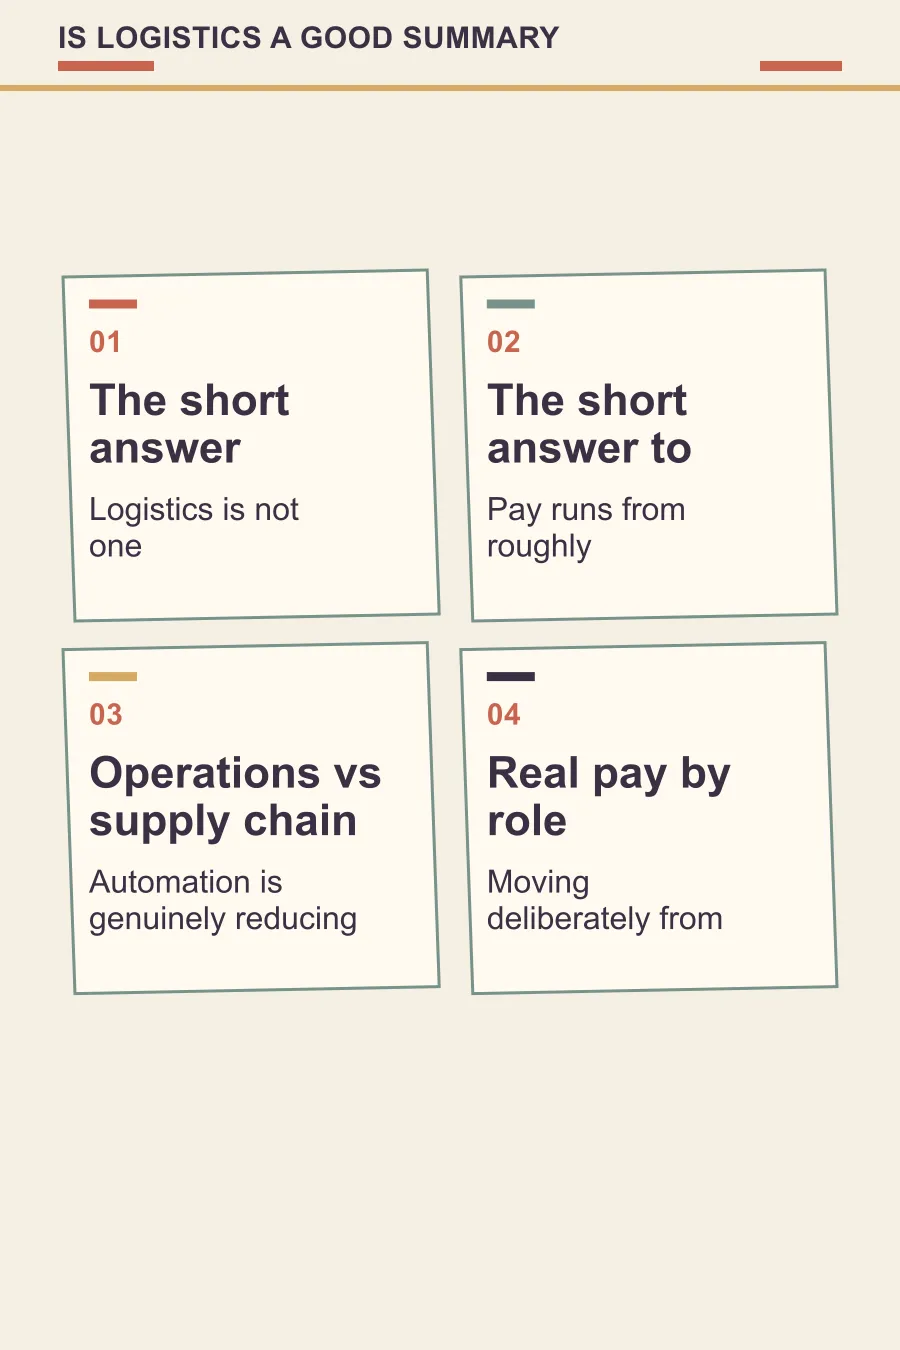 IS LOGISTICS A GOOD SUMMARY
01
The short
answer
Logistics is not
one
02
The short
answer to
Pay runs from
roughly
03
Operations vs
supply chain
Automation is
genuinely reducing
04
Real pay by
role
Moving
deliberately from